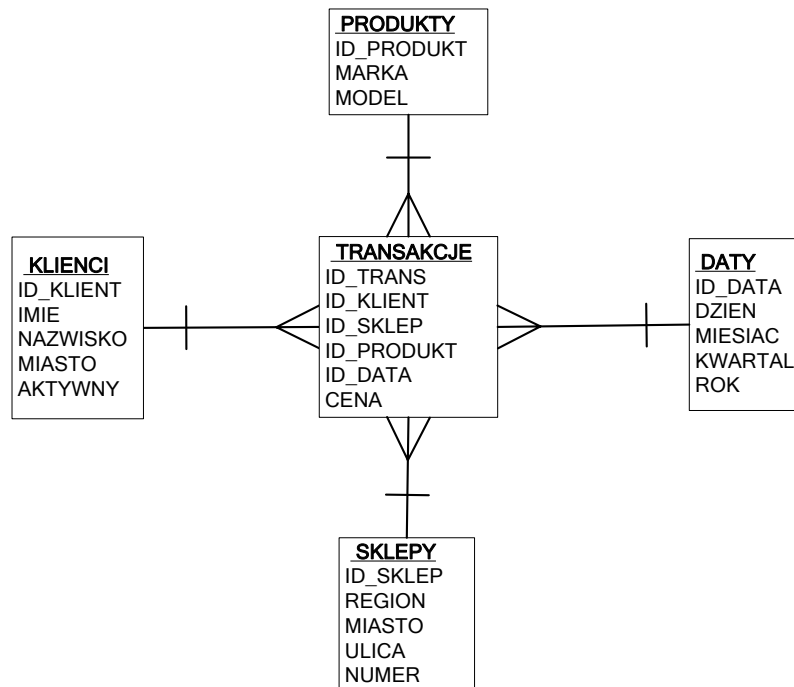 PRODUKTY
ID_PRODUKT
MARKA
MODEL
KLIENCI
ID_KLIENT
IMIE
NAZWISKO
MIASTO
AKTYWNY
TRANSAKCJE
ID_TRANS
ID_KLIENT
ID_SKLEP
ID_PRODUKT
ID_DATA
CENA
DATY
ID_DATA
DZIEN
MIESIAC
KWARTAL
ROK
SKLEPY
ID_SKLEP
REGION
MIASTO
ULICA
NUMER